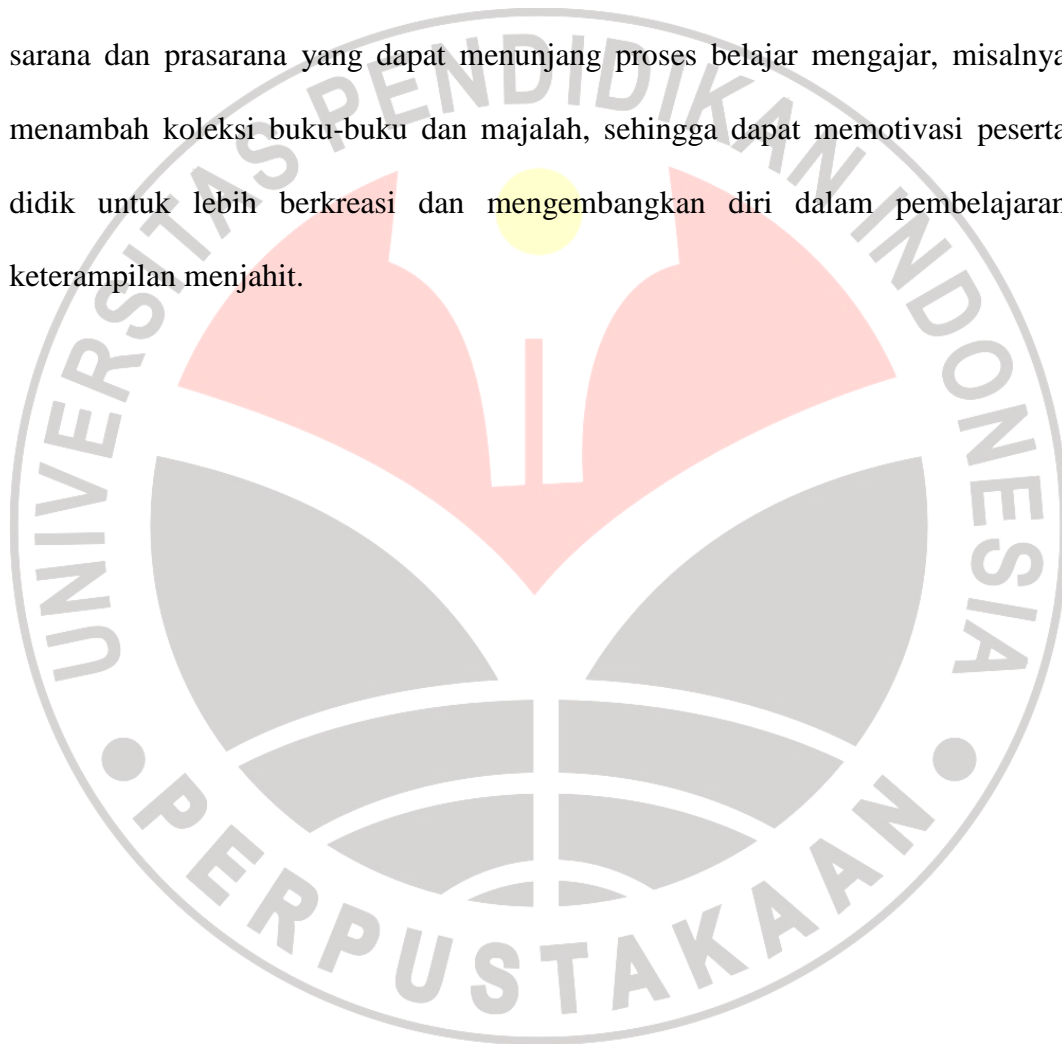 sarana dan prasarana yang dapat menunjang proses belajar mengajar, misalnya
menambah koleksi buku-buku dan majalah, sehingga dapat memotivasi peserta
didik untuk lebih berkreasi dan mengembangkan diri dalam pembelajaran
keterampilan menjahit.
UNIVERSITAS PENDIDIKAN INDONESIA
PERPUSTAKAAN